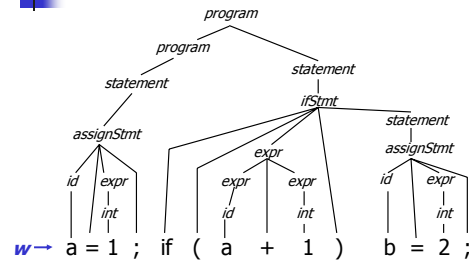 program
program
statement statement
ifStmt
assignStmt statement
expr assignStmt
id expr expr expr id expr
int id int int
w→ a = 1 ; if ( a + 1 ) b = 2 ;